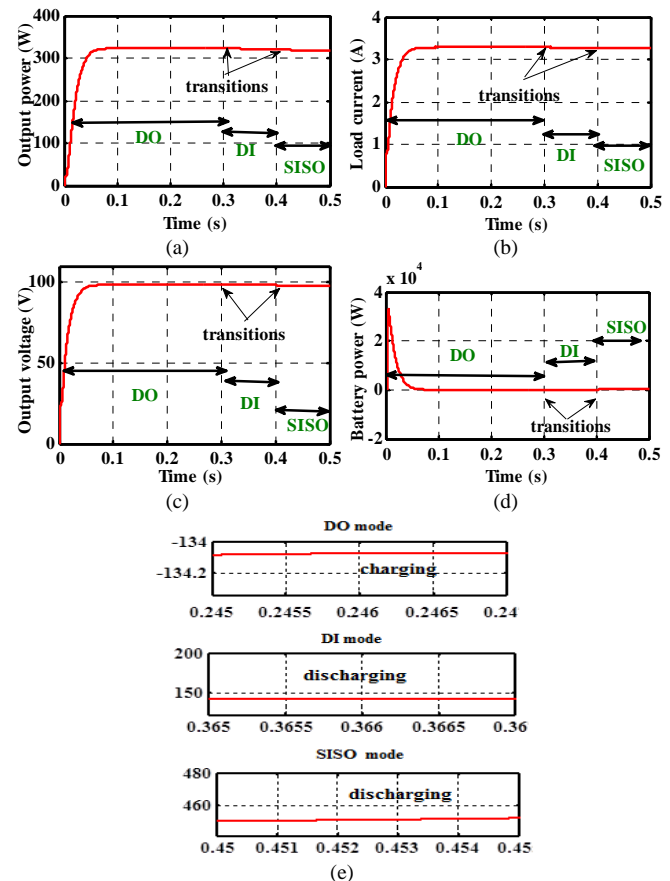 400
300
200
100
0
Output power (W)
transitions
DO
DI
SISO
0 0.1 0.2 0.3 0.4 0.5
Time (s)
(a)
4
3
2
1
0
Load current (A)
transitions
DO
DI
SISO
0 0.1 0.2 0.3 0.4 0.5
Time (s)
(b)
100
50
0
Output voltage (V)
transitions
DO
DI
SISO
0 0.1 0.2 0.3 0.4 0.5
Time (s)
(c)
x 10⁴
4
2
0
-2
Battery power (W)
SISO
DO
DI
transitions
0 0.1 0.2 0.3 0.4 0.5
Time (s)
(d)
DO mode
-134
-134.2
charging
0.245 0.2455 0.246 0.2465 0.24
DI mode
200
150
discharging
0.365 0.3655 0.366 0.3665 0.36
SISO mode
480
460
discharging
0.45 0.451 0.452 0.453 0.454 0.45
(e)